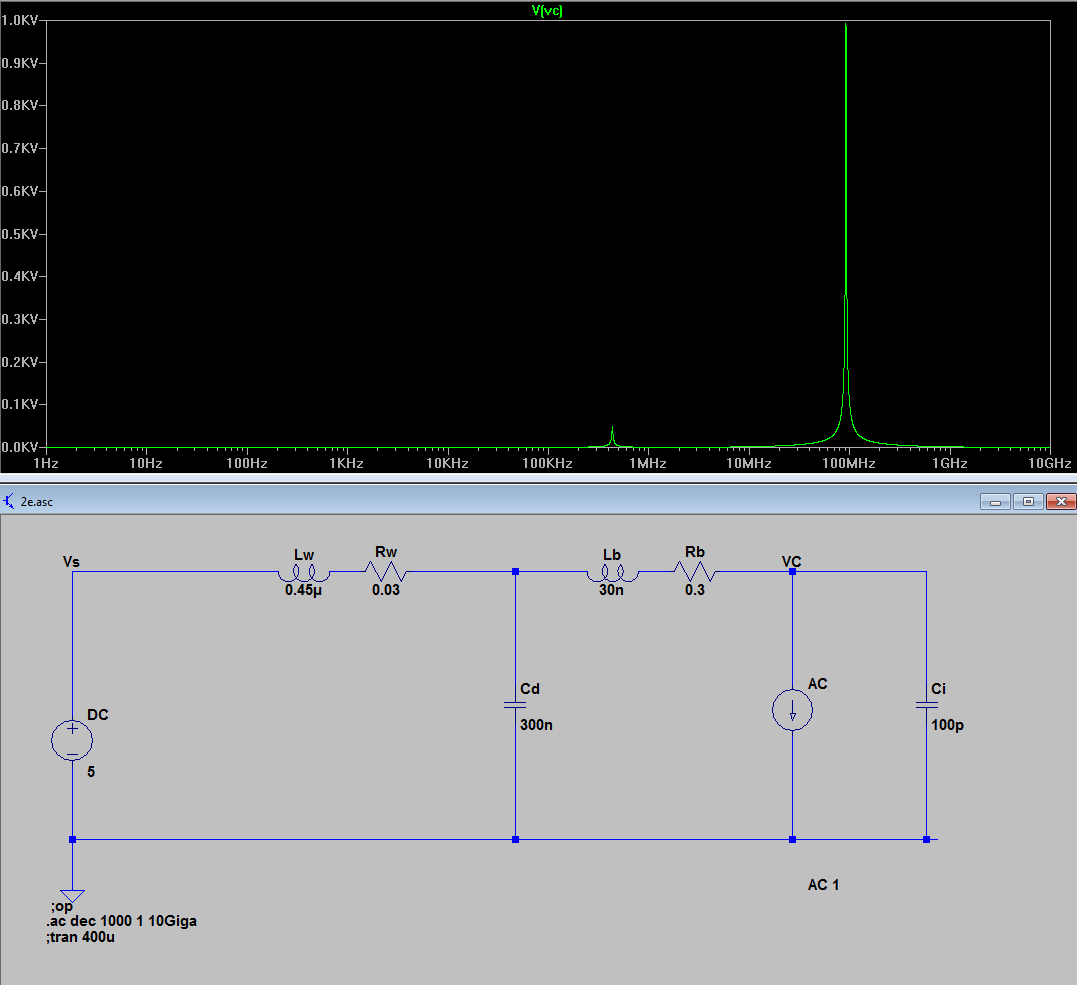 V(vc)
1.0KV
0.9KV
0.8KV
0.7KV
0.6KV
0.5KV
0.4KV
0.3KV
0.2KV
0.1KV
0.0KV
1Hz 10Hz 100Hz 1KHz 10KHz 100KHz 1MHz 10MHz 100MHz 1GHz 10GHz
2e.asc
Vs Lw Rw Lb Rb VC
0.45µ 0.03 30n 0.3
DC Cd AC Ci
5 300n 100p
AC 1
;op
.ac dec 1000 1 10Giga
;tran 400u